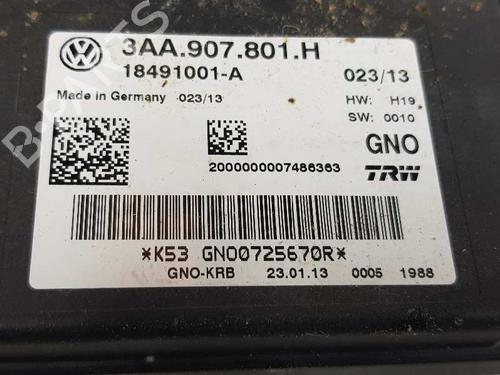 3AA.907.801.H
18491001-A
023/13
Made in Germany 023/13
HW: H19
SW: 0010
GNO
2000000007486363
TRW
*K53 GNO0725670R*
GNO-KRB 23.01.13 0005 1988